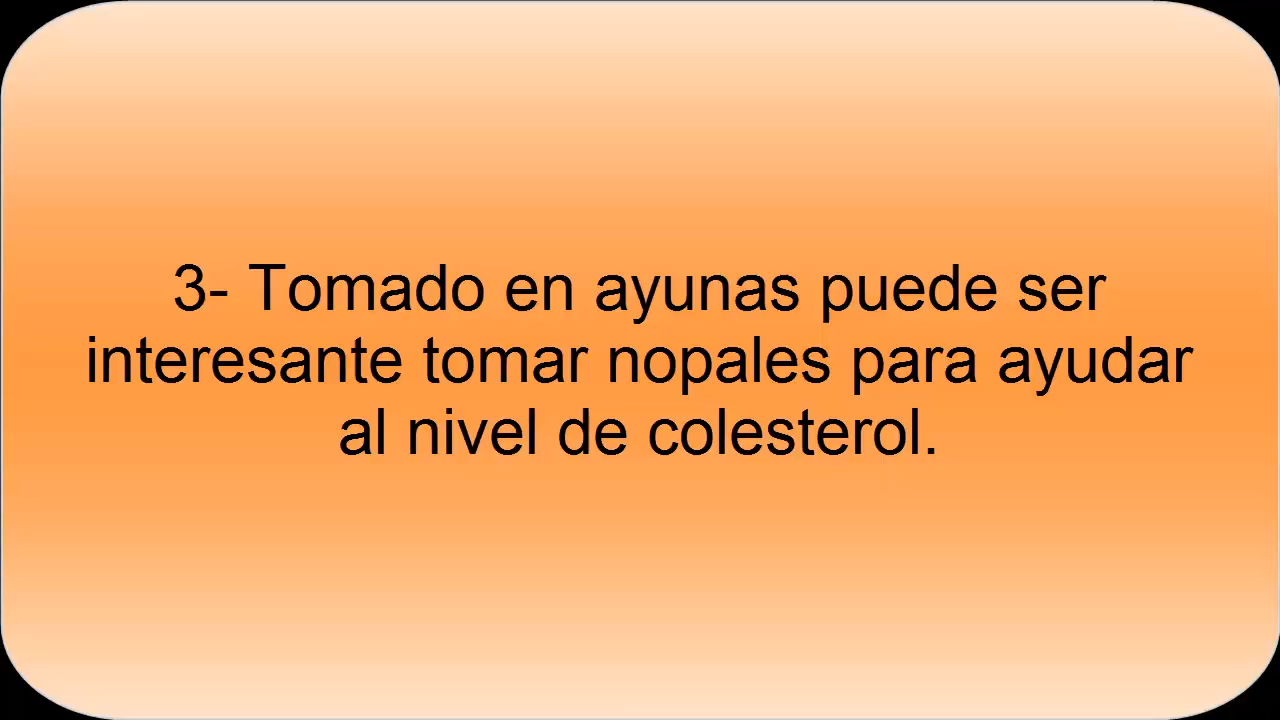 3- Tomado en ayunas puede ser
interesante tomar nopales para ayudar
al nivel de colesterol.